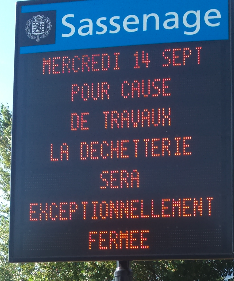 Sassenage
MERCREDI 14 SEPT
POUR CAUSE
DE TRAVAUX
LA DECHETTERIE
SERA
EXCEPTIONNELLEMENT
FERMEE